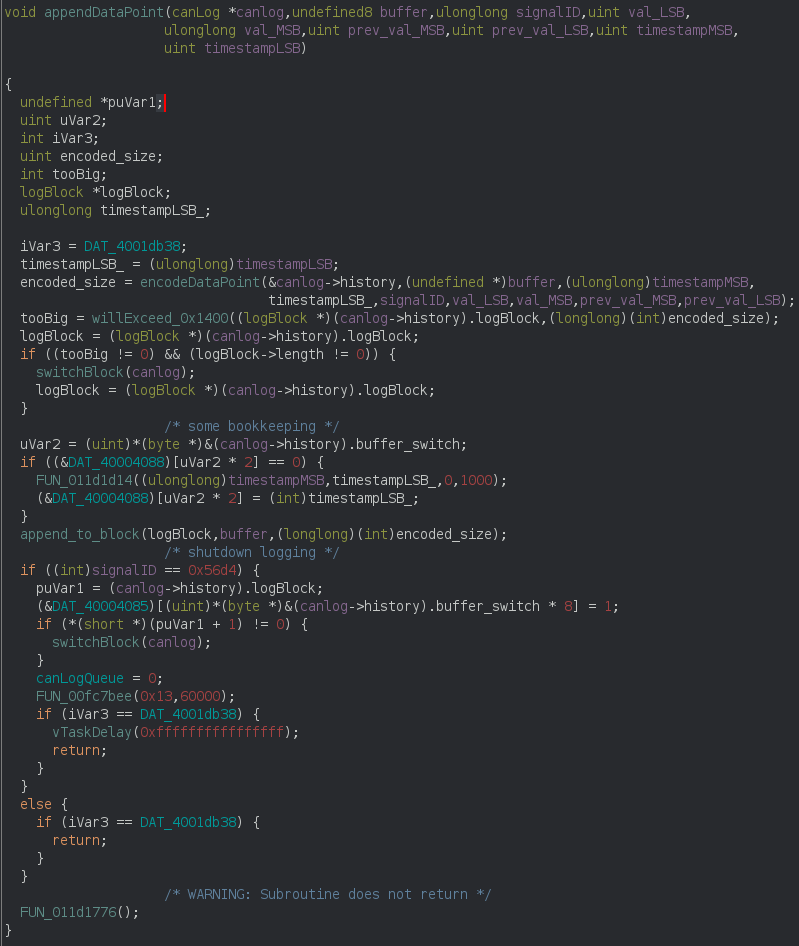 void appendDataPoint(canLog *canlog,undefined8 buffer,ulonglong signalID,uint val_LSB,
ulonglong val_MSB,uint prev_val_MSB,uint prev_val_LSB,uint timestampMSB,
uint timestampLSB)
{
undefined *puVar1;
uint uVar2;
int iVar3;
uint encoded_size;
int tooBig;
logBlock *logBlock;
ulonglong timestampLSB_;
iVar3 = DAT_4001db38;
timestampLSB_ = (ulonglong)timestampLSB;
encoded_size = encodeDataPoint(&canlog->history,(undefined *)buffer,(ulonglong)timestampMSB,
timestampLSB_,signalID,val_LSB,val_MSB,prev_val_MSB,prev_val_LSB);
tooBig = willExceed_0x1400((logBlock *)(canlog->history).logBlock,(longlong)(int)encoded_size);
logBlock = (logBlock *)(canlog->history).logBlock;
if ((tooBig != 0) && (logBlock->length != 0)) {
switchBlock(canlog);
logBlock = (logBlock *)(canlog->history).logBlock;
}
/* some bookkeeping */
uVar2 = (uint)*(byte *)&(canlog->history).buffer_switch;
if ((&DAT_40004088)[uVar2 * 2] == 0) {
FUN_011d1d14((ulonglong)timestampMSB,timestampLSB_,0,1000);
(&DAT_40004088)[uVar2 * 2] = (int)timestampLSB_;
}
append_to_block(logBlock,buffer,(longlong)(int)encoded_size);
/* shutdown logging */
if ((int)signalID == 0x56d4) {
puVar1 = (canlog->history).logBlock;
(&DAT_40004085)[(uint)*(byte *)&(canlog->history).buffer_switch * 8] = 1;
if (*(short *)(puVar1 + 1) != 0) {
switchBlock(canlog);
}
canLogQueue = 0;
FUN_00fc7bee(0x13,60000);
if (iVar3 == DAT_4001db38) {
vTaskDelay(0xffffffffffffffff);
return;
}
}
else {
if (iVar3 == DAT_4001db38) {
return;
}
}
/* WARNING: Subroutine does not return */
FUN_011d1776();
}